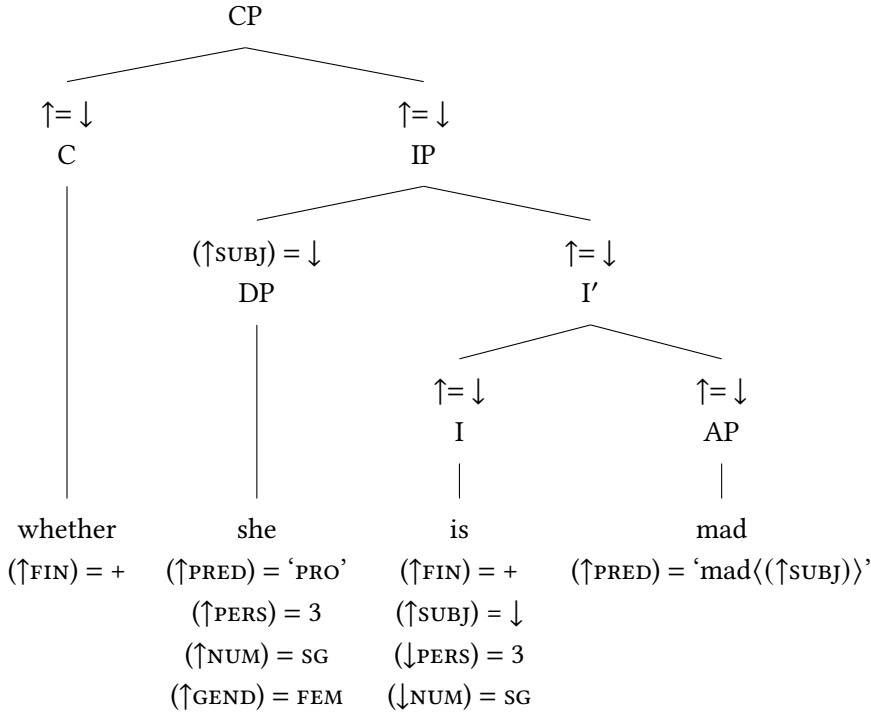 CP
↑=↓ ↑=↓
C IP
(↑SUBJ) = ↓ ↑=↓
DP I′
↑=↓ ↑=↓
I AP
whether she is mad
(↑FIN) = + (↑PRED) = ‘PRO’ (↑FIN) = + (↑PRED) = ‘mad⟨(↑SUBJ)⟩’
(↑PERS) = 3 (↑SUBJ) = ↓
(↑NUM) = SG (↓PERS) = 3
(↑GEND) = FEM (↓NUM) = SG